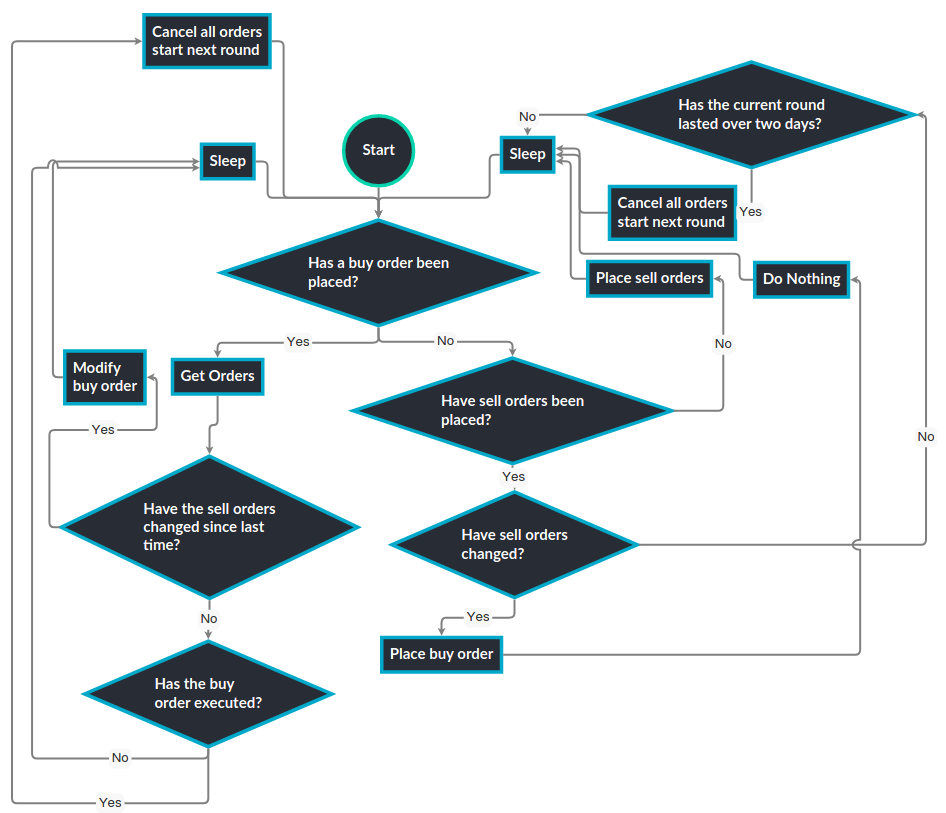 Cancel all orders
start next round
Has the current round
lasted over two days?
No
Start
Sleep
Sleep
Cancel all orders
start next round
Yes
Has a buy order been
placed?
Place sell orders
Do Nothing
Yes
No
No
Modify
buy order
Get Orders
Have sell orders been
placed?
Yes
No
Yes
Have the sell orders
changed since last
time?
Have sell orders
changed?
No
Yes
Place buy order
Has the buy
order executed?
No
Yes